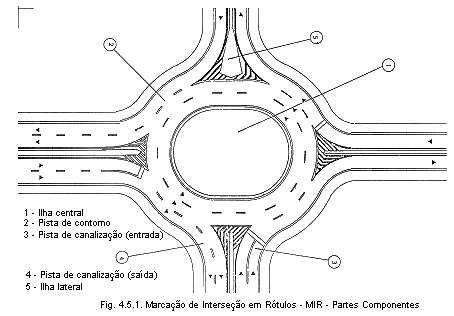 5
2
1
1 - Ilha central
2 - Pista de contorno
3 - Pista de canalização (entrada)
4 - Pista de canalização (saída)
5 - Ilha lateral
4
3
Fig. 4.5.1. Marcação de Interseção em Rótulos - MIR - Partes Componentes